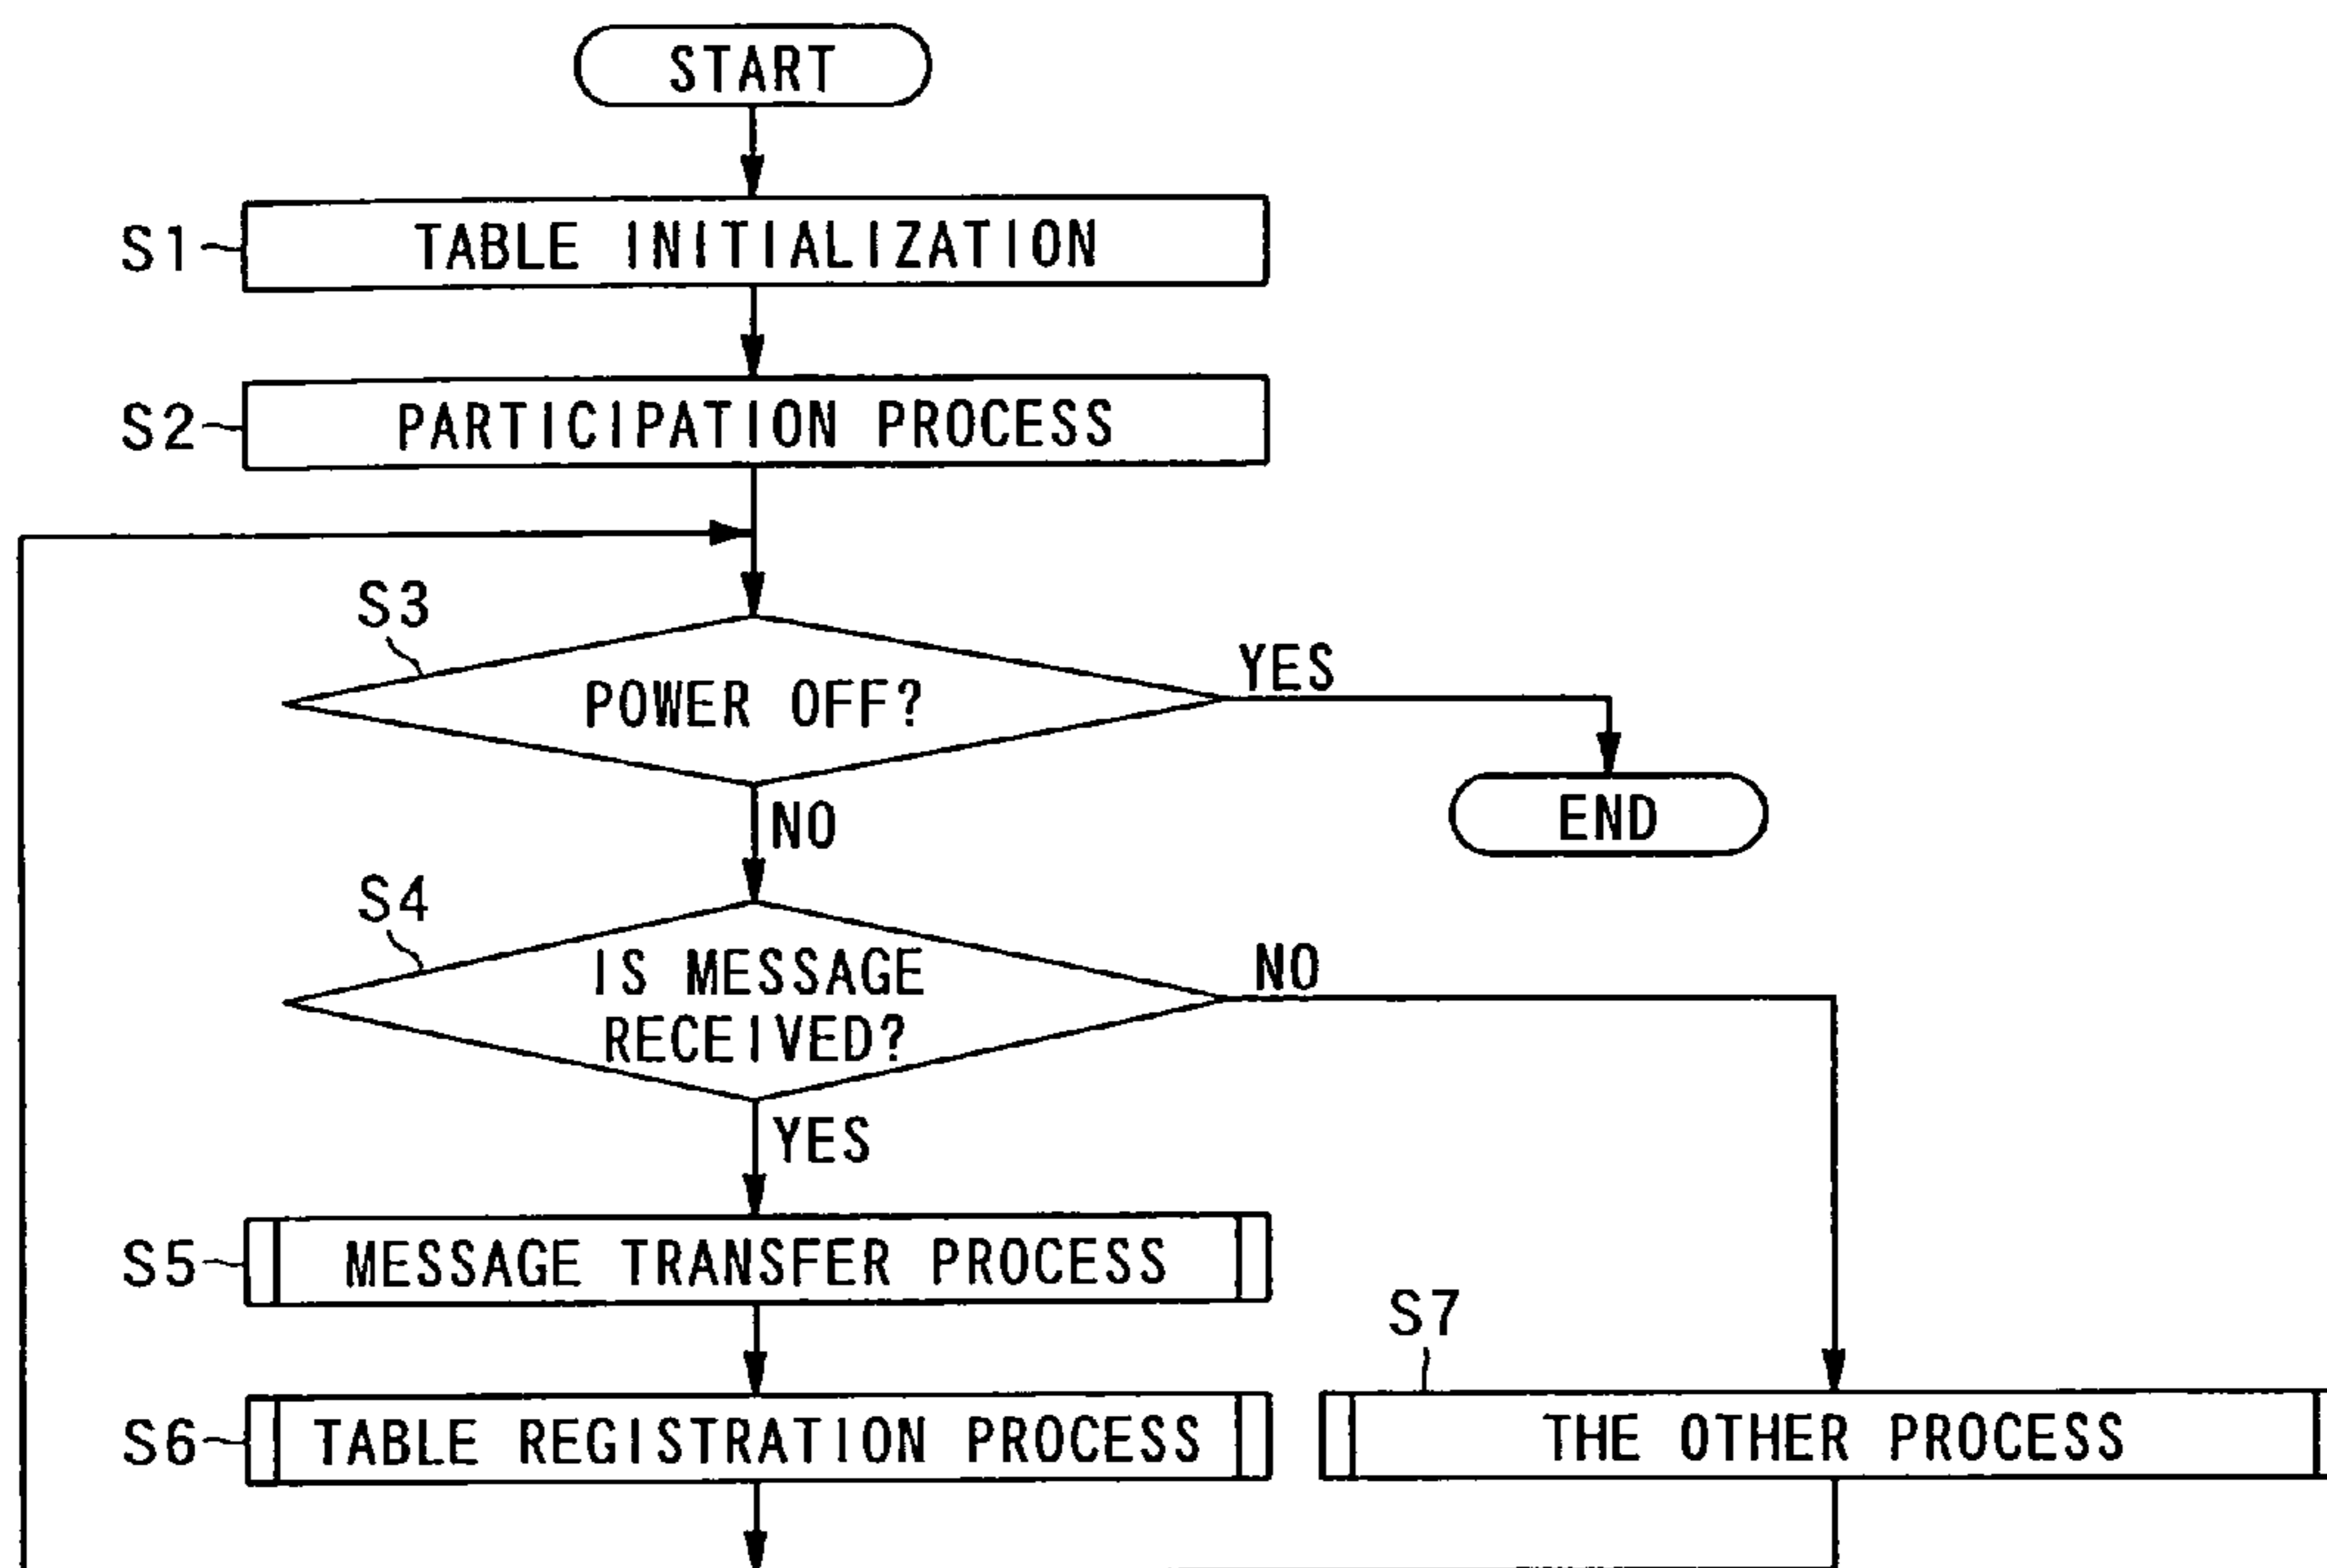 START
S1
TABLE INITIALIZATION
S2
PARTICIPATION PROCESS
S3
POWER OFF?
YES
END
NO
S4
IS MESSAGE
RECEIVED?
NO
YES
S5
MESSAGE TRANSFER PROCESS
S7
S6
TABLE REGISTRATION PROCESS
THE OTHER PROCESS